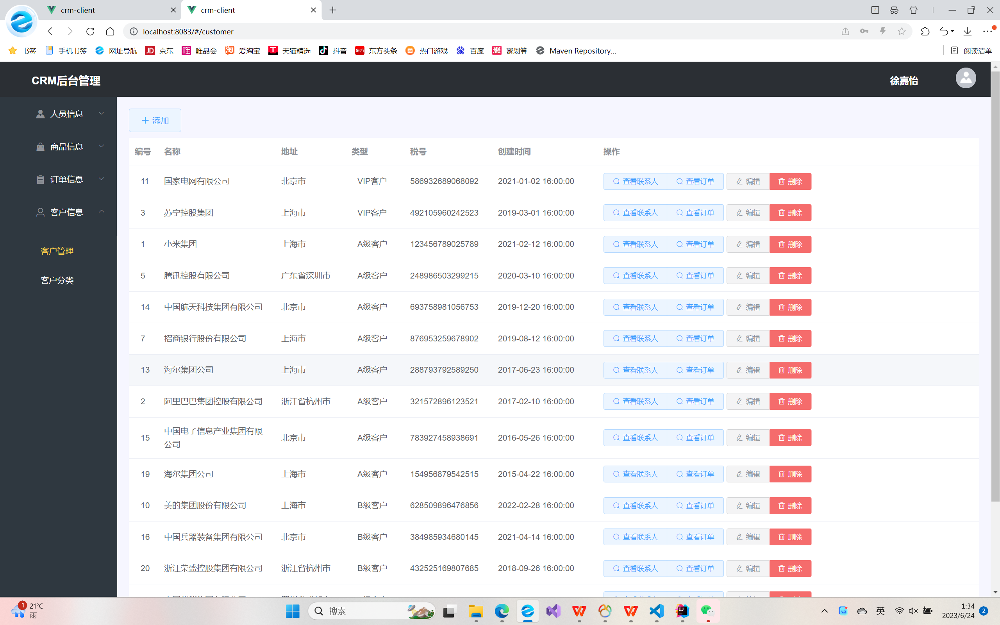 crm-client
crm-client
2
localhost:8083/#/customer
书签 手机书签 网址导航 JD 京东 唯 唯品会 淘 爱淘宝 T 天猫精选 抖音 东方 东方头条 热门游戏 百度 聚 聚划算 Maven Repository... 阅读清单
CRM后台管理 徐嘉怡
人员信息
商品信息
订单信息
客户信息
客户管理
客户分类
添加
编号 名称 地址 类型 税号 创建时间 操作
11 国家电网有限公司 北京市 VIP客户 586932689068092 2021-01-02 16:00:00 查看联系人 查看订单 编辑 删除
3 苏宁控股集团 上海市 VIP客户 492105960242523 2019-03-01 16:00:00 查看联系人 查看订单 编辑 删除
1 小米集团 上海市 A级客户 123456789025789 2021-02-12 16:00:00 查看联系人 查看订单 编辑 删除
5 腾讯控股有限公司 广东省深圳市 A级客户 248986503299215 2020-03-10 16:00:00 查看联系人 查看订单 编辑 删除
14 中国航天科技集团有限公司 北京市 A级客户 693758981056753 2019-12-20 16:00:00 查看联系人 查看订单 编辑 删除
7 招商银行股份有限公司 上海市 A级客户 876953259678902 2019-08-12 16:00:00 查看联系人 查看订单 编辑 删除
13 海尔集团公司 上海市 A级客户 288793792589250 2017-06-23 16:00:00 查看联系人 查看订单 编辑 删除
2 阿里巴巴集团控股有限公司 浙江省杭州市 A级客户 321572896123521 2017-02-10 16:00:00 查看联系人 查看订单 编辑 删除
15 中国电子信息产业集团有限
公司 北京市 A级客户 783927458938691 2016-05-26 16:00:00 查看联系人 查看订单 编辑 删除
19 海尔集团公司 上海市 A级客户 154956879542515 2015-04-22 16:00:00 查看联系人 查看订单 编辑 删除
10 美的集团股份有限公司 上海市 B级客户 628509896476856 2022-02-28 16:00:00 查看联系人 查看订单 编辑 删除
16 中国兵器装备集团有限公司 北京市 B级客户 384985934680145 2021-04-14 16:00:00 查看联系人 查看订单 编辑 删除
20 浙江荣盛控股集团有限公司 浙江省杭州市 B级客户 432525169807685 2018-09-26 16:00:00 查看联系人 查看订单 编辑 删除
1 21°C
雨
搜索
英
1:34
2023/6/24
2